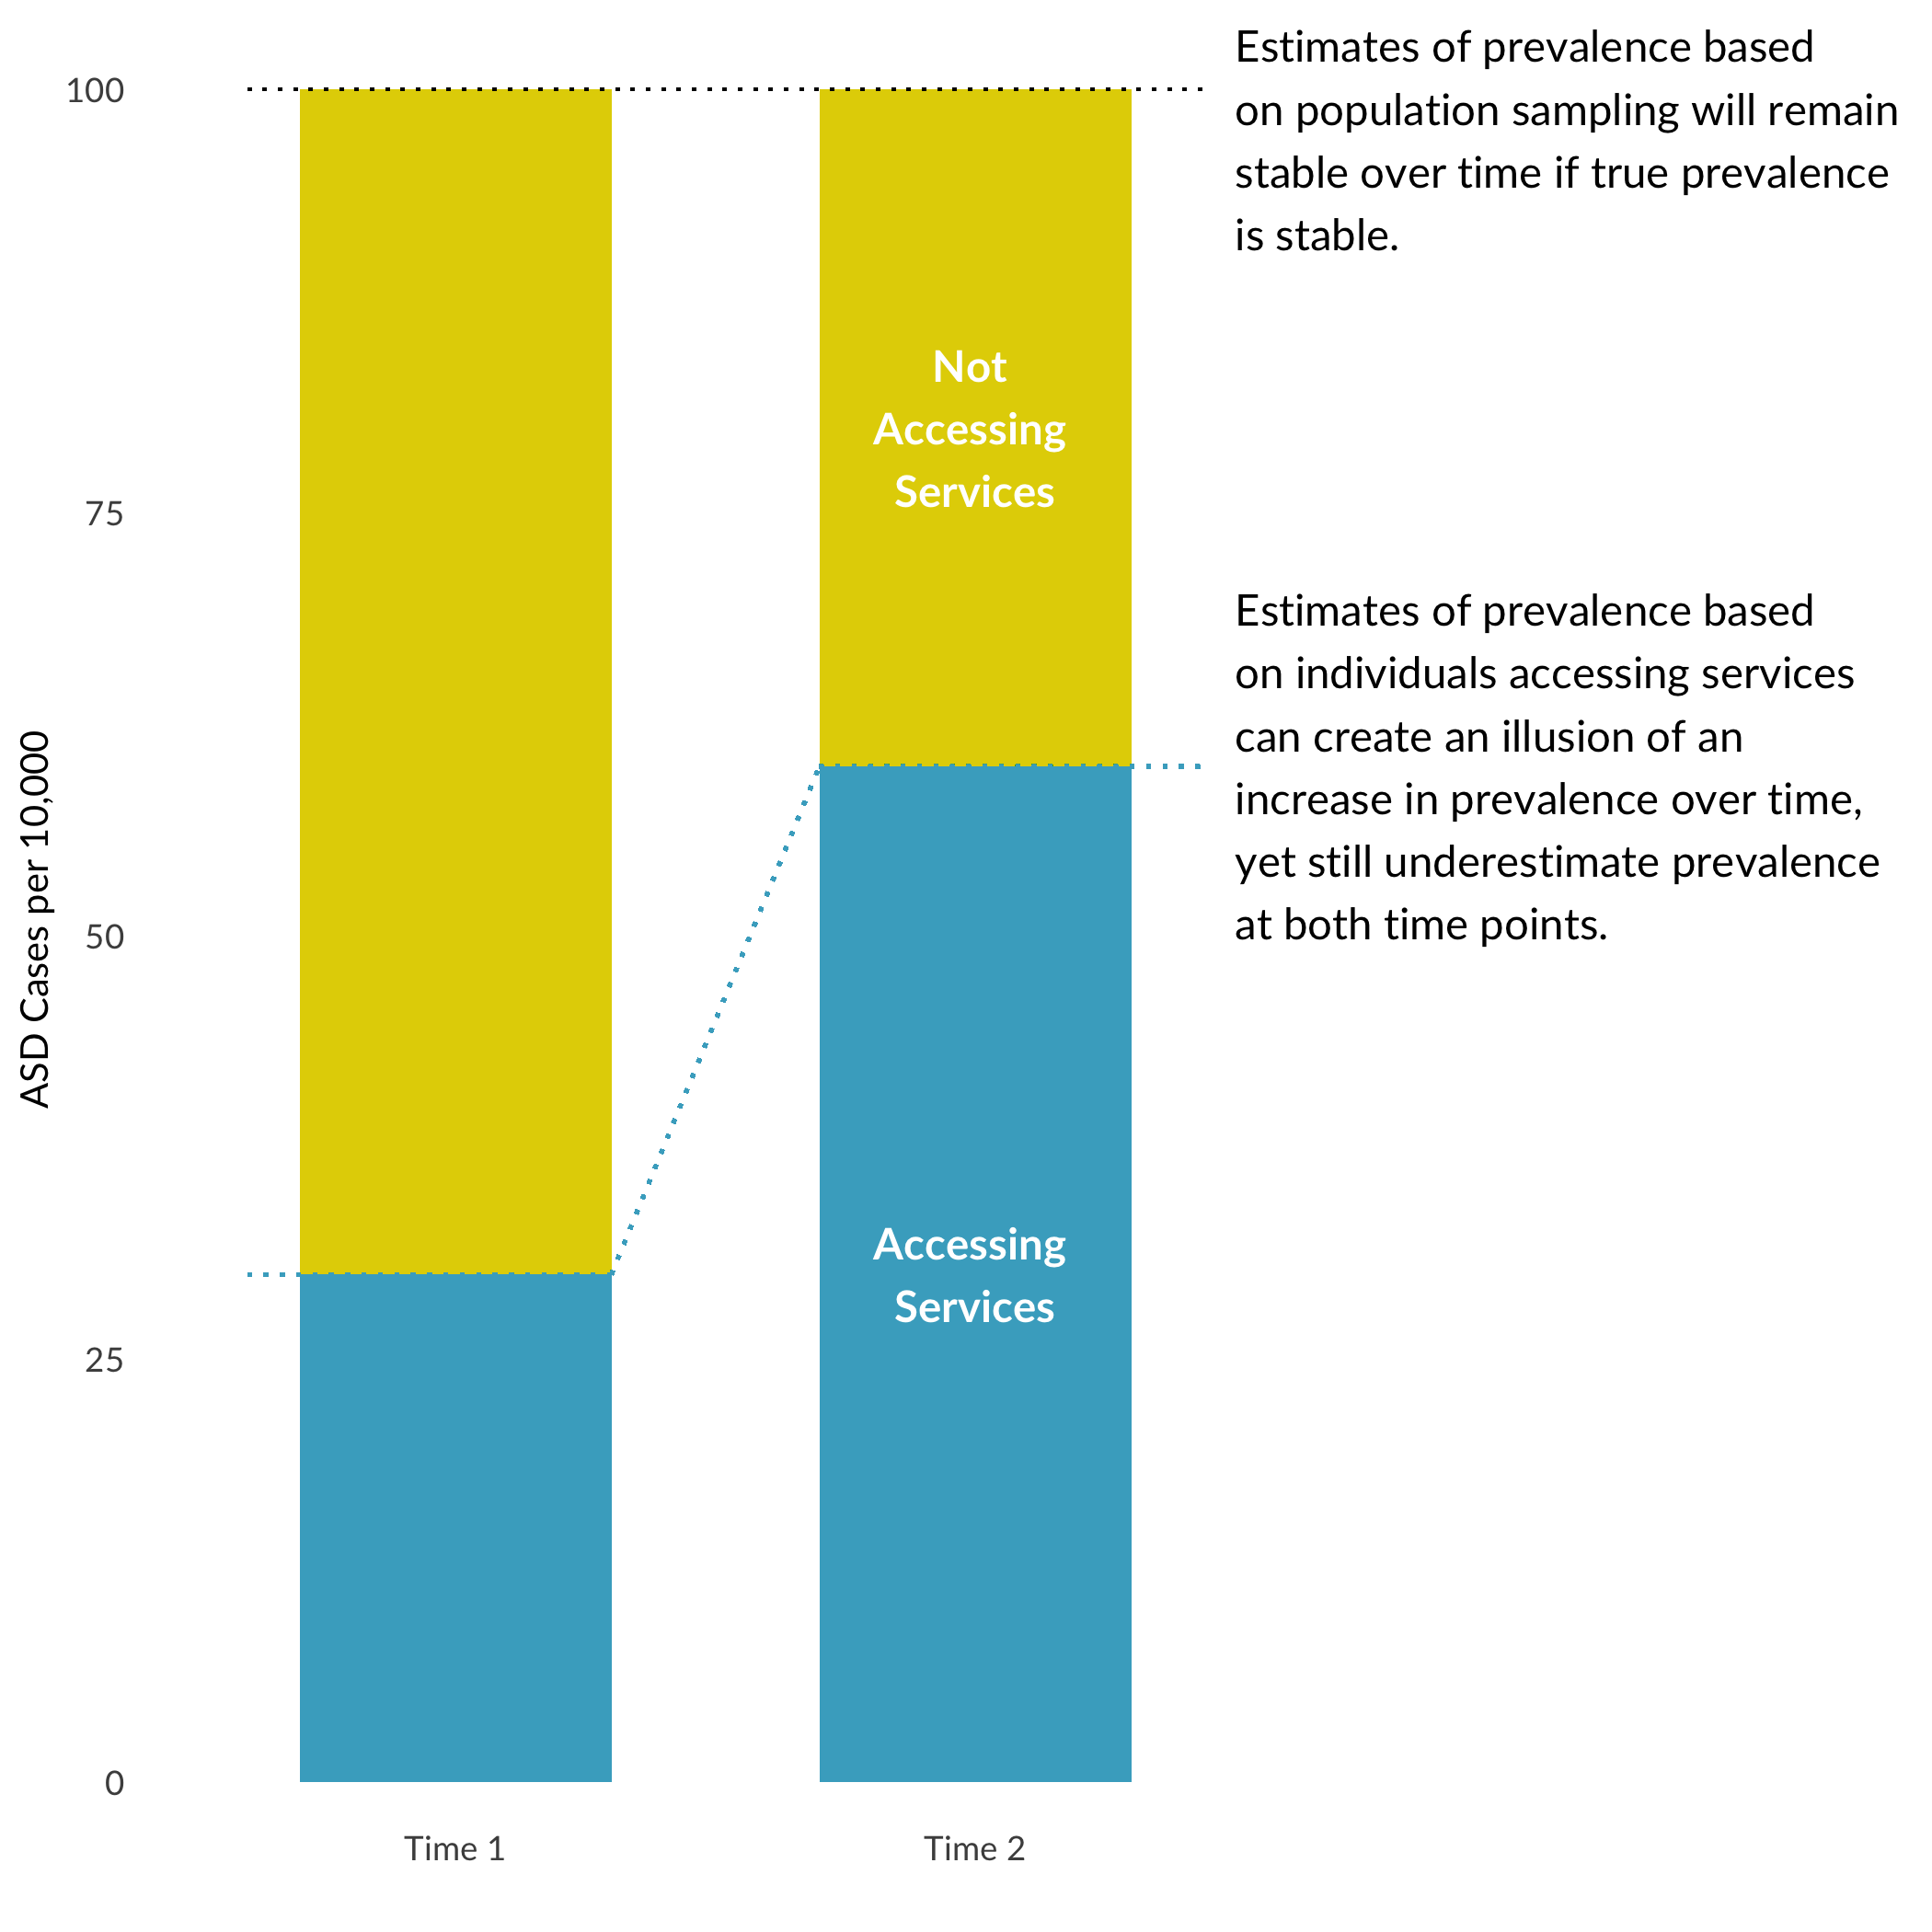 Estimates of prevalence based
on population sampling will remain
stable over time if true prevalence
is stable.
100
Not
Accessing
Services
75
Estimates of prevalence based
on individuals accessing services
can create an illusion of an
increase in prevalence over time,
yet still underestimate prevalence
at both time points.
ASD Cases per 10,000
50
Accessing
Services
25
0
Time 1
Time 2